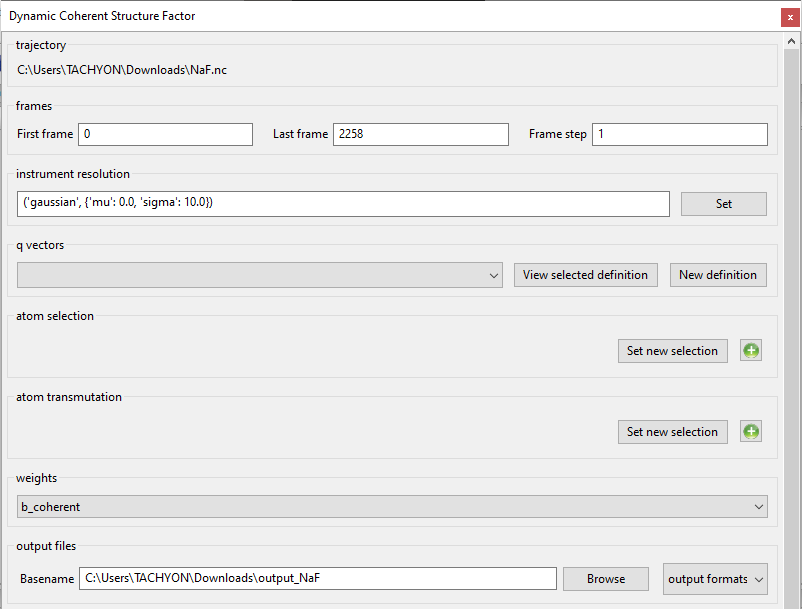 Dynamic Coherent Structure Factor
x
trajectory
C:\Users\TACHYON\Downloads\NaF.nc
frames
First frame 0 Last frame 2258 Frame step 1
instrument resolution
('gaussian', {'mu': 0.0, 'sigma': 10.0}) Set
q vectors
View selected definition New definition
atom selection
Set new selection
atom transmutation
Set new selection
weights
b_coherent
output files
Basename C:\Users\TACHYON\Downloads\output_NaF Browse output formats